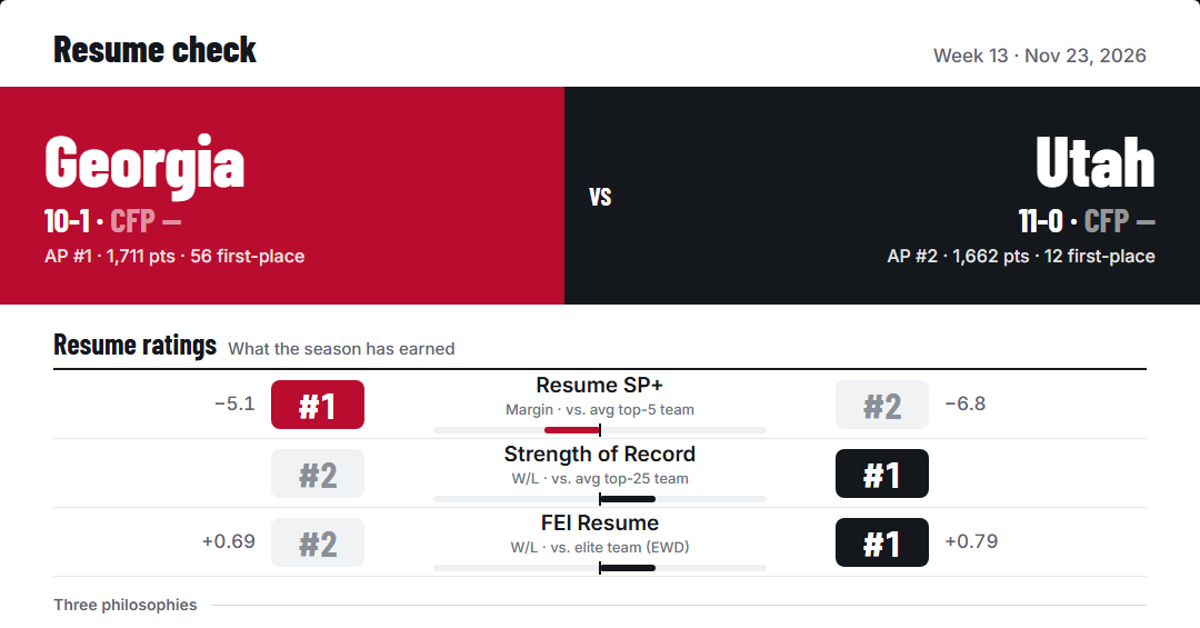 Resume check
Week 13 · Nov 23, 2026
Georgia
10-1 · CFP —
AP #1 · 1,711 pts · 56 first-place
VS
Utah
11-0 · CFP —
AP #2 · 1,662 pts · 12 first-place
Resume ratings What the season has earned
−5.1 #1 Resume SP+ #2 −6.8
Margin · vs. avg top-5 team
#2 Strength of Record #1
W/L · vs. avg top-25 team
+0.69 #2 FEI Resume #1 +0.79
W/L · vs. elite team (EWD)
Three philosophies